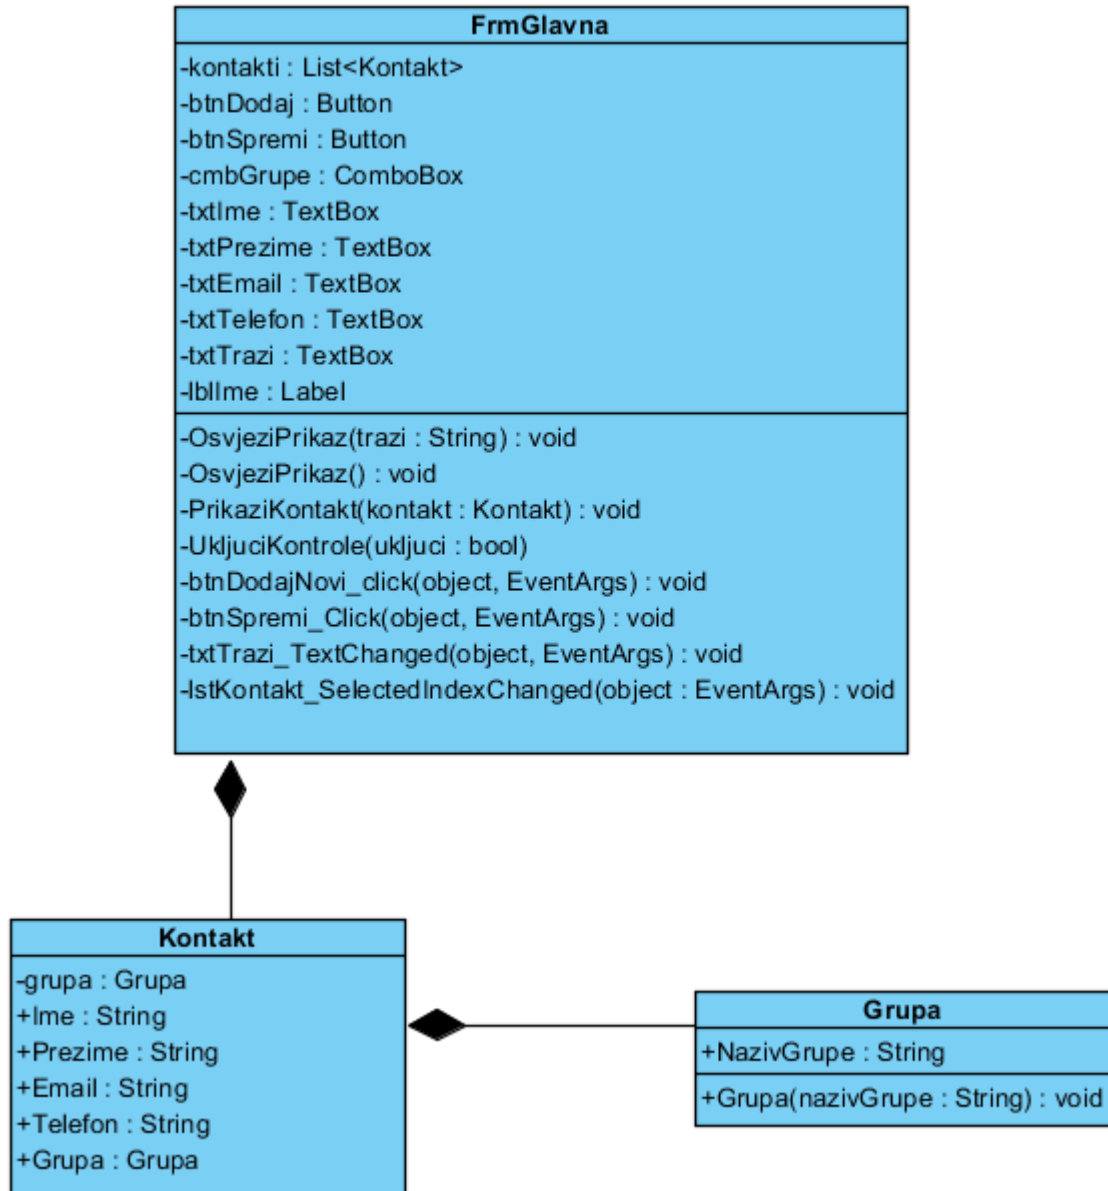 FrmGlavna
-kontakti : List<Kontakt>
-btnDodaj : Button
-btnSpremi : Button
-cmbGrupe : ComboBox
-txtIme : TextBox
-txtPrezime : TextBox
-txtEmail : TextBox
-txtTelefon : TextBox
-txtTrazi : TextBox
-lblIme : Label
-OsvjeziPrikaz(trazi : String) : void
-OsvjeziPrikaz() : void
-PrikaziKontakt(kontakt : Kontakt) : void
-UkljuciKontrole(ukljuci : bool)
-btnDodajNovi_click(object, EventArgs) : void
-btnSpremi_Click(object, EventArgs) : void
-txtTrazi_TextChanged(object, EventArgs) : void
-lstKontakt_SelectedIndexChanged(object : EventArgs) : void
Kontakt
-grupa : Grupa
+Ime : String
+Prezime : String
+Email : String
+Telefon : String
+Grupa : Grupa
Grupa
+NazivGrupe : String
+Grupa(nazivGrupe : String) : void